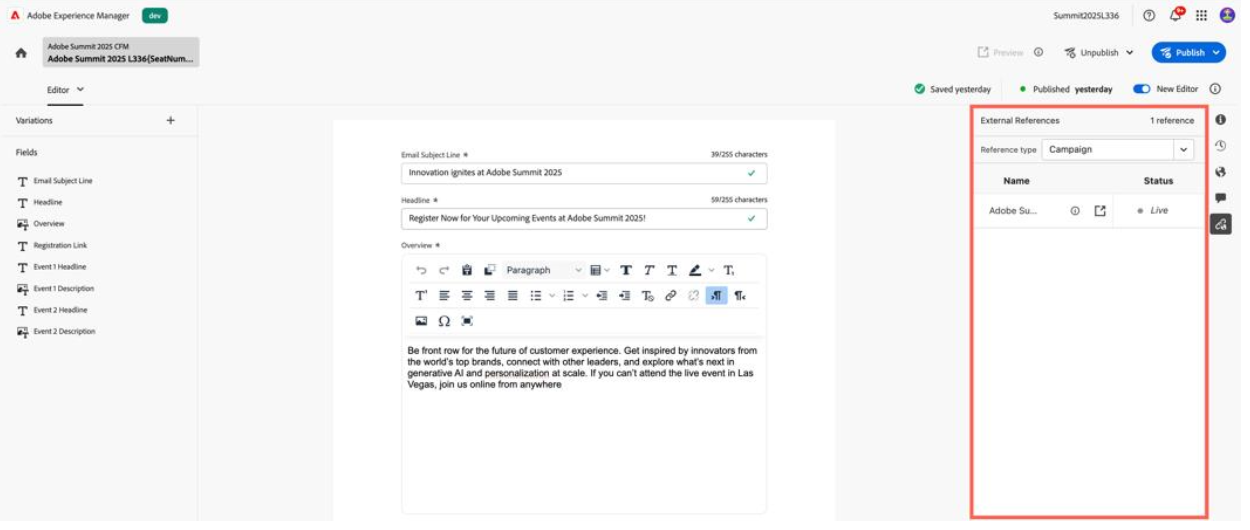 Adobe Experience Manager
dev
Summit2025L336
9+
Adobe Summit 2025 CFM
Adobe Summit 2025 L336{SeatNum...
Preview
Unpublish
Publish
Editor
Saved yesterday
Published yesterday
New Editor
Variations
Fields
Email Subject Line
Headline
Overview
Registration Link
Event 1 Headline
Event 1 Description
Event 2 Headline
Event 2 Description
Email Subject Line *
39/255 characters
Innovation ignites at Adobe Summit 2025
Headline *
59/255 characters
Register Now for Your Upcoming Events at Adobe Summit 2025!
Overview *
Paragraph
Be front row for the future of customer experience. Get inspired by innovators from
the world's top brands, connect with other leaders, and explore what's next in
generative AI and personalization at scale. If you can't attend the live event in Las
Vegas, join us online from anywhere
External References
1 reference
Reference type
Campaign
Name
Status
Adobe Su...
Live